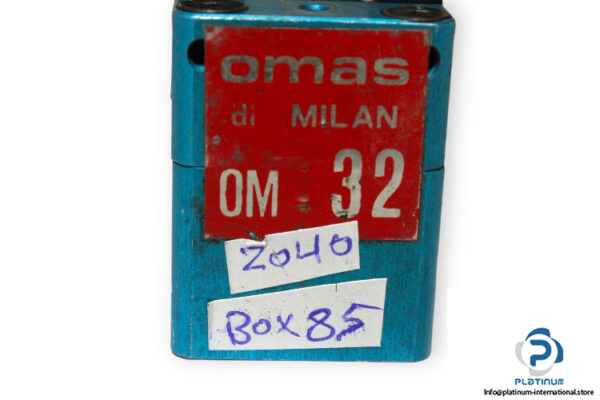 omas
di MILAN
OM 32
2040
Box 85
PLATINUM
info@platinum-international.store